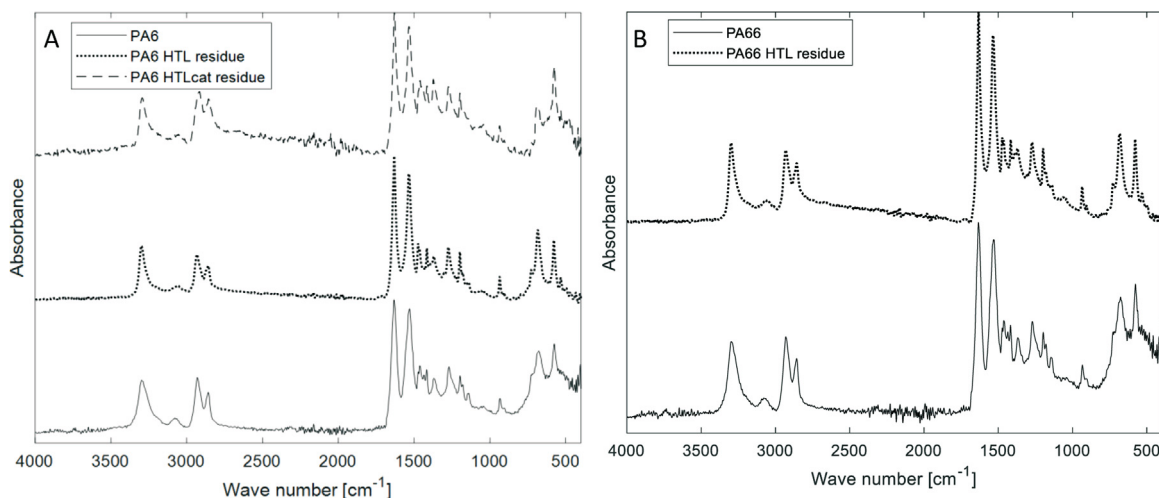 A
PA6
PA6 HTL residue
PA6 HTLcat residue
Absorbance
4000 3500 3000 2500 2000 1500 1000 500
Wave number [cm⁻¹]
B
PA66
PA66 HTL residue
Absorbance
4000 3500 3000 2500 2000 1500 1000 500
Wave number [cm⁻¹]